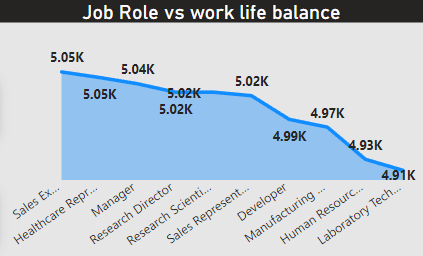 Job Role vs work life balance
5.05K
5.05K
5.04K
5.02K
5.02K
5.02K
4.99K
4.97K
4.93K
4.91K
Sales Ex...
Healthcare Repr...
Manager
Research Director
Research Scienti...
Sales Represent...
Developer
Manufacturing ...
Human Resourc...
Laboratory Tech...